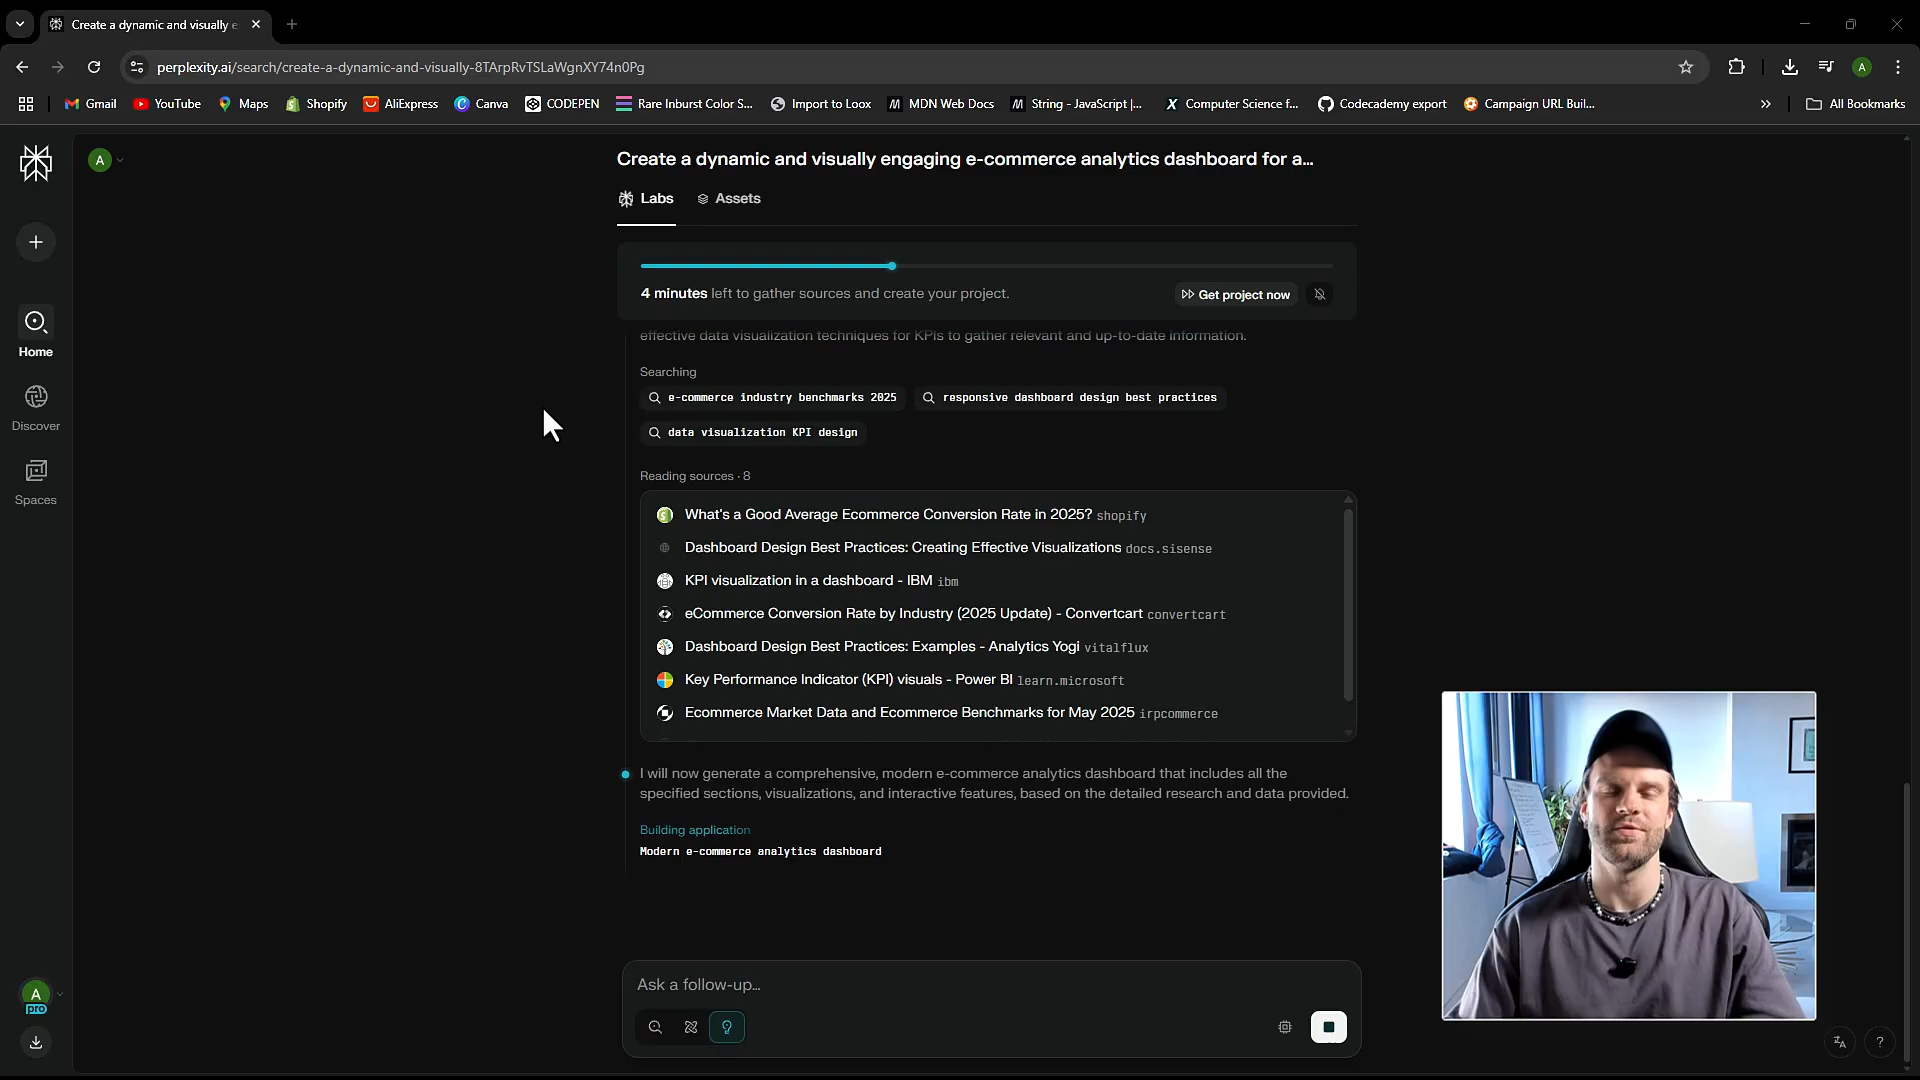 Create a dynamic and visually e
perplexity.ai/search/create-a-dynamic-and-visually-8TArpRvTSLaWgnXY74n0Pg
A
Gmail
YouTube
Maps
Shopify
AliExpress
Canva
CODEPEN
Rare Inburst Color S...
Import to Loox
MDN Web Docs
String - JavaScript |...
Computer Science f...
Codecademy export
Campaign URL Buil...
All Bookmarks
A
Create a dynamic and visually engaging e-commerce analytics dashboard for a...
Labs
Assets
4 minutes left to gather sources and create your project.
Get project now
effective data visualization techniques for KPIs to gather relevant and up-to-date information.
Searching
e-commerce industry benchmarks 2025
responsive dashboard design best practices
data visualization KPI design
Reading sources · 8
What's a Good Average Ecommerce Conversion Rate in 2025? shopify
Dashboard Design Best Practices: Creating Effective Visualizations docs.sisense
KPI visualization in a dashboard - IBM ibm
eCommerce Conversion Rate by Industry (2025 Update) - Convertcart convertcart
Dashboard Design Best Practices: Examples - Analytics Yogi vitalflux
Key Performance Indicator (KPI) visuals - Power BI learn.microsoft
Ecommerce Market Data and Ecommerce Benchmarks for May 2025 irpcommerce
I will now generate a comprehensive, modern e-commerce analytics dashboard that includes all the
specified sections, visualizations, and interactive features, based on the detailed research and data provided.
Building application
Modern e-commerce analytics dashboard
Ask a follow-up...
Home
Discover
Spaces
A
pro
?